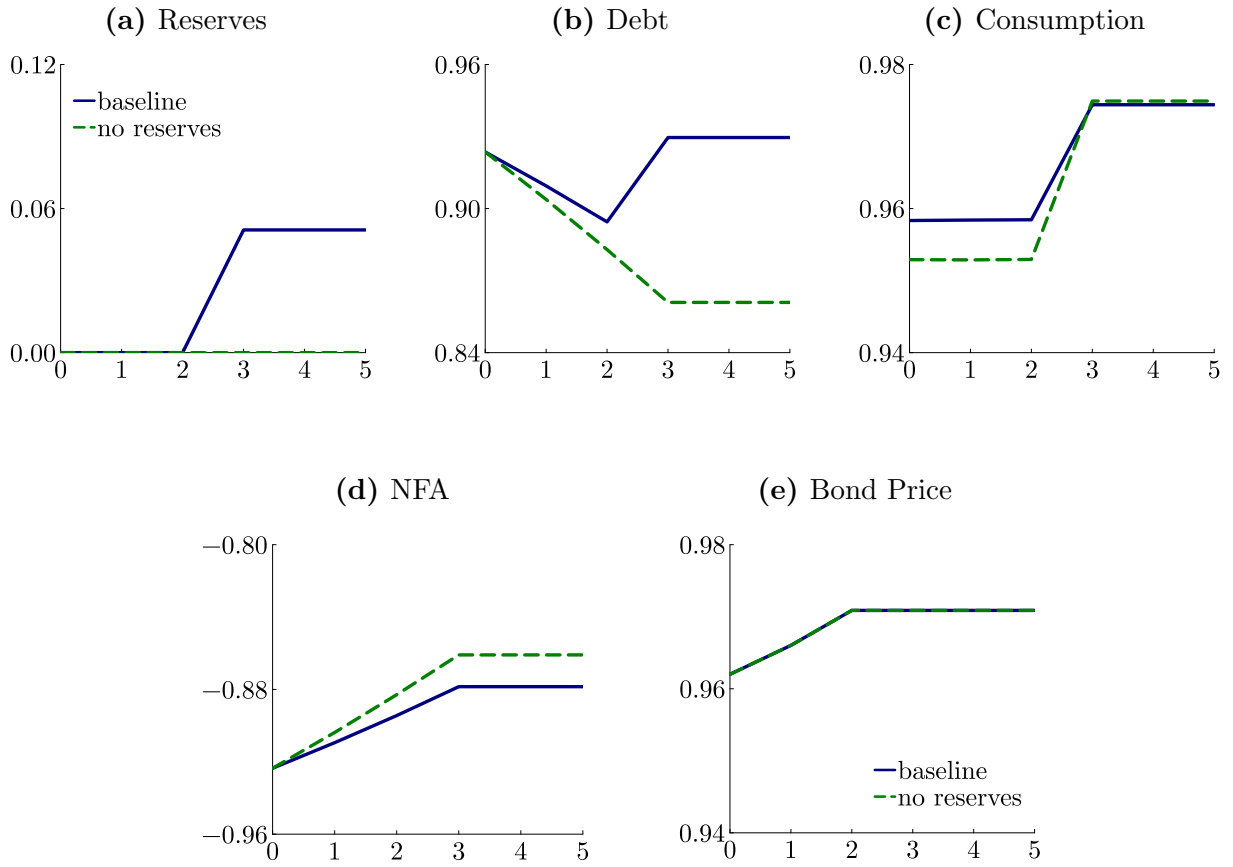 (a) Reserves
0.12
0.06
0.00
0 1 2 3 4 5
baseline
no reserves
(b) Debt
0.96
0.90
0.84
0 1 2 3 4 5
(c) Consumption
0.98
0.96
0.94
0 1 2 3 4 5
(d) NFA
−0.80
−0.88
−0.96
0 1 2 3 4 5
(e) Bond Price
0.98
0.96
0.94
0 1 2 3 4 5
baseline
no reserves